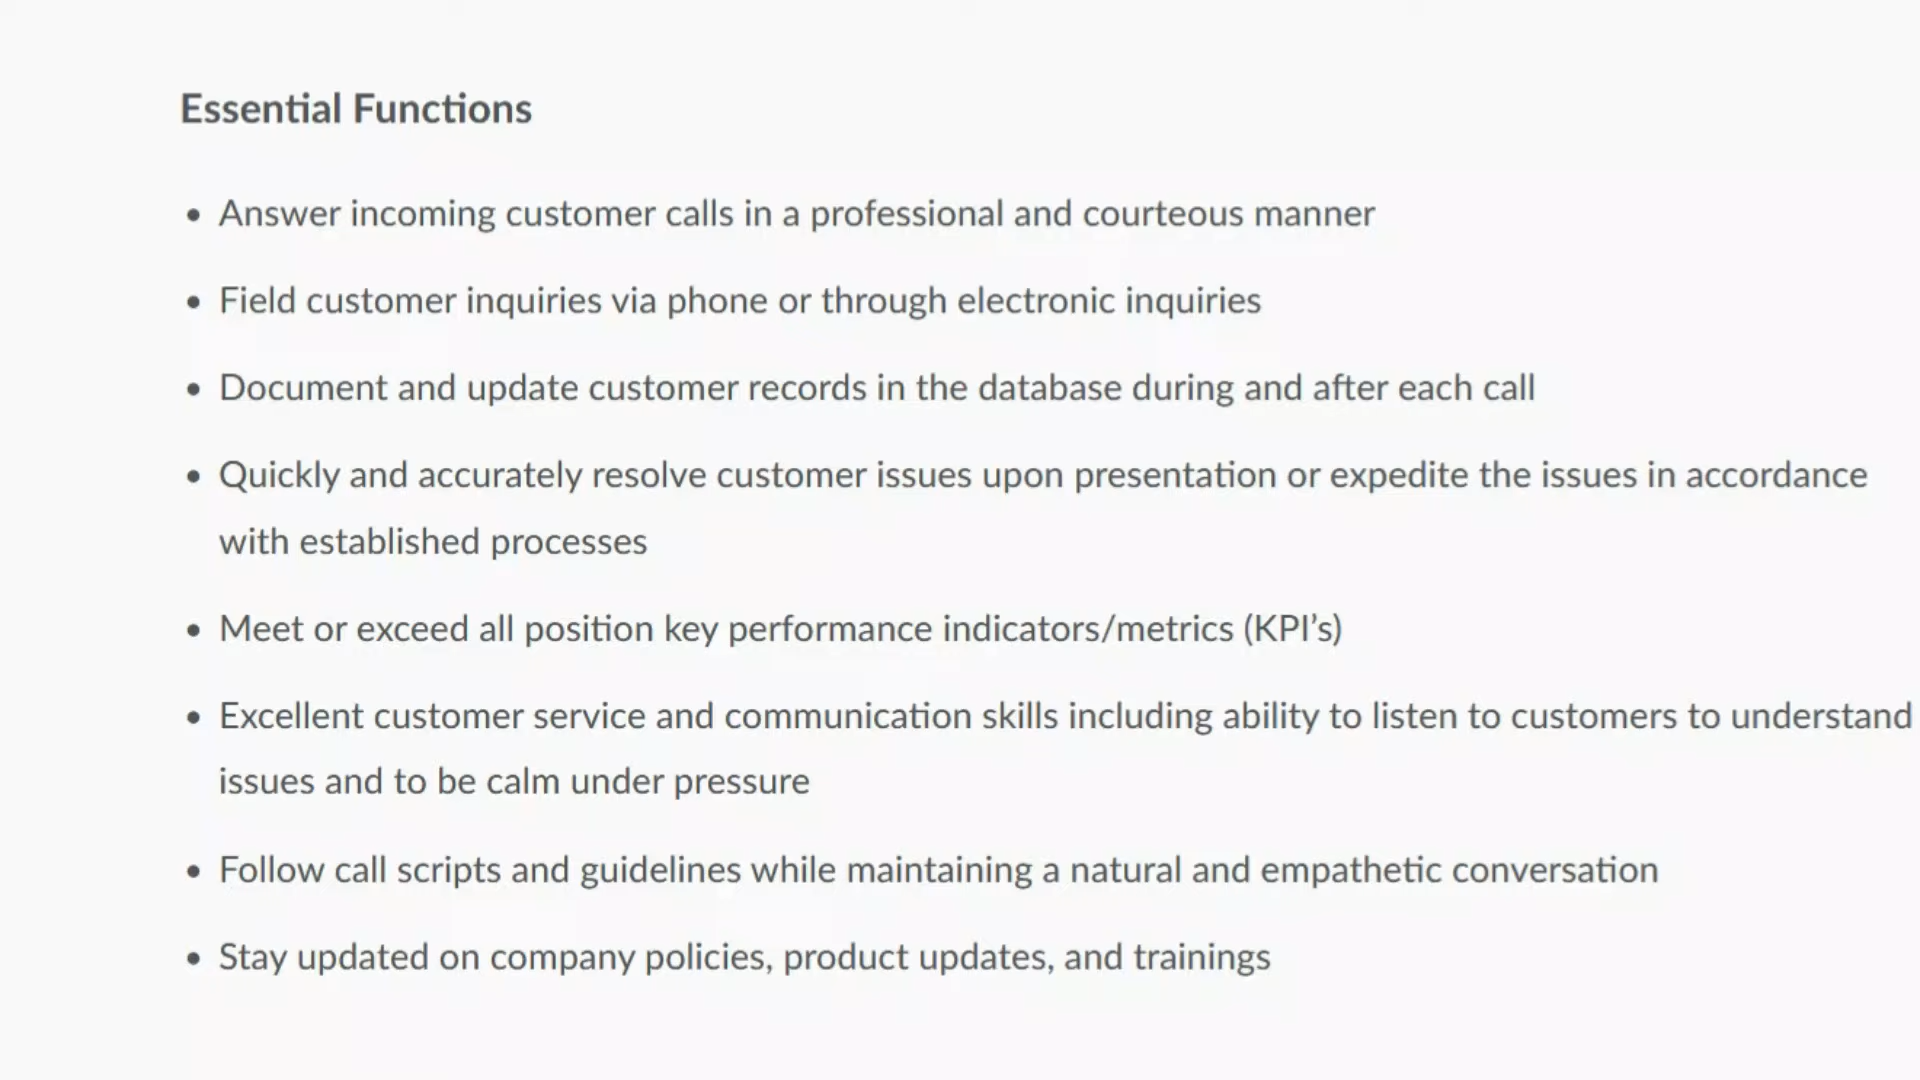 Essential Functions
• Answer incoming customer calls in a professional and courteous manner
• Field customer inquiries via phone or through electronic inquiries
• Document and update customer records in the database during and after each call
• Quickly and accurately resolve customer issues upon presentation or expedite the issues in accordance
with established processes
• Meet or exceed all position key performance indicators/metrics (KPI’s)
• Excellent customer service and communication skills including ability to listen to customers to understand
issues and to be calm under pressure
• Follow call scripts and guidelines while maintaining a natural and empathetic conversation
• Stay updated on company policies, product updates, and trainings